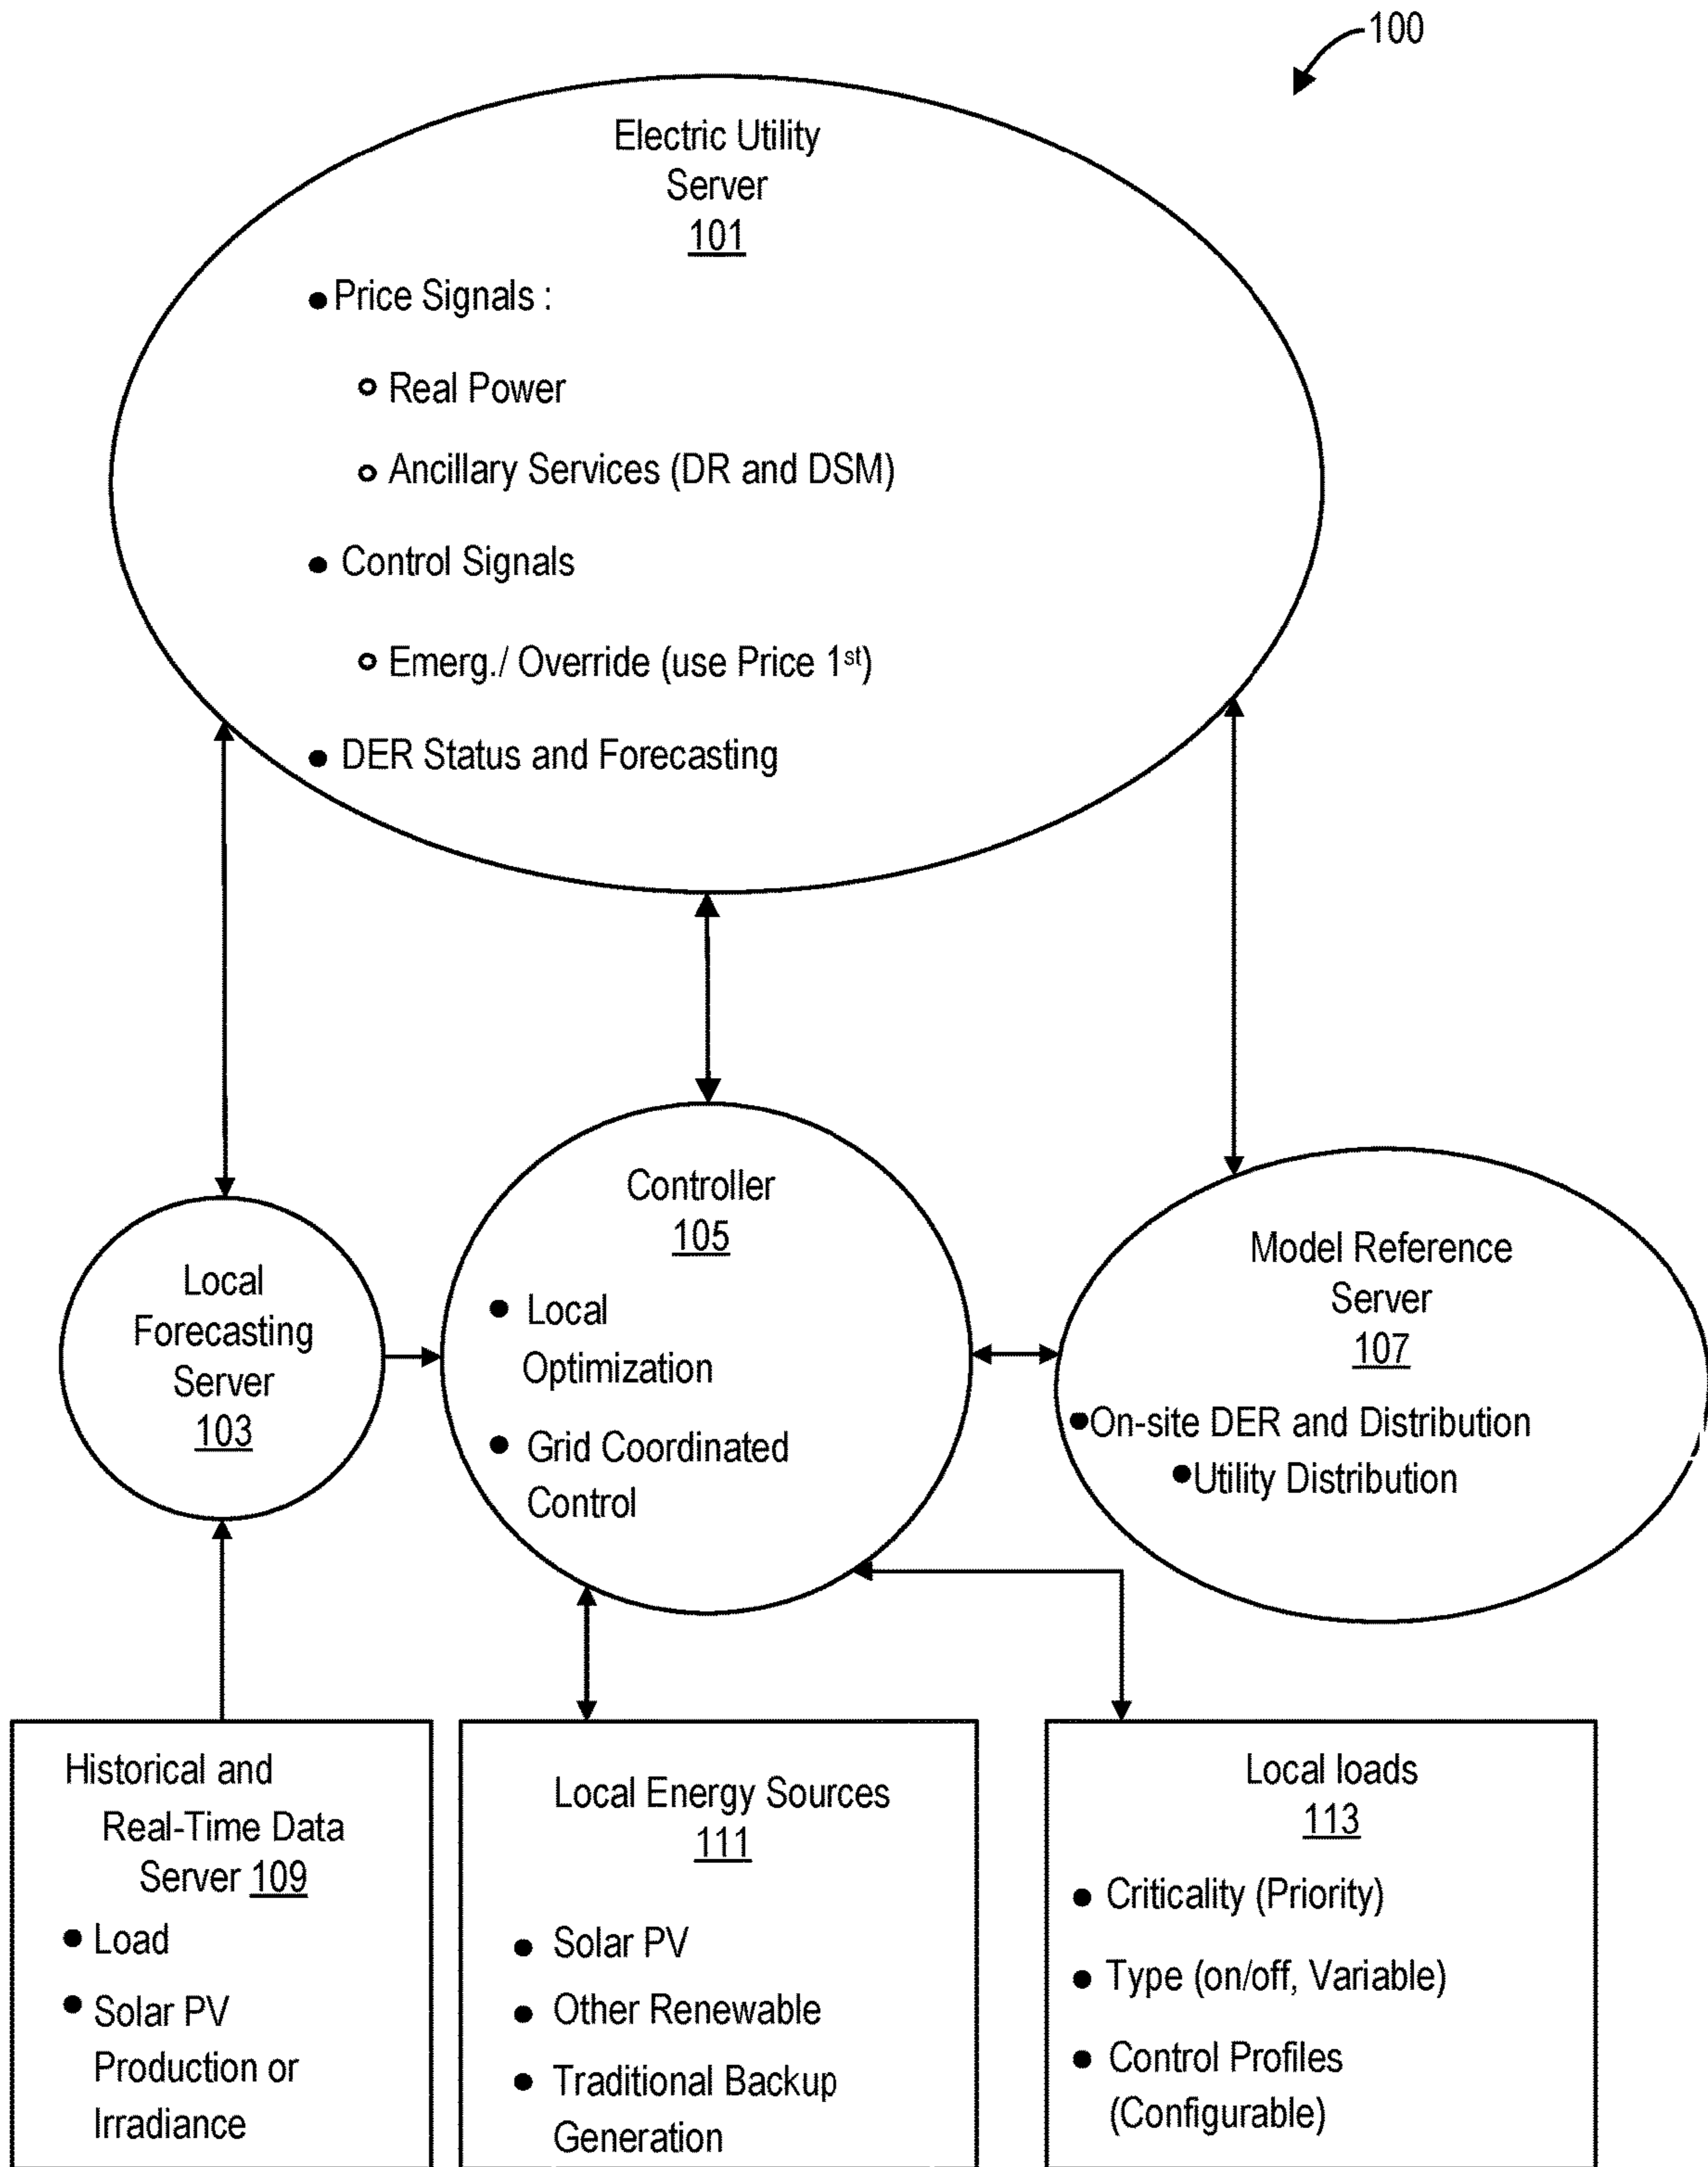 100
Electric Utility
Server
101
● Price Signals :
○ Real Power
○ Ancillary Services (DR and DSM)
● Control Signals
○ Emerg./ Override (use Price 1st)
● DER Status and Forecasting
Local
Forecasting
Server
103
Controller
105
● Local
Optimization
● Grid Coordinated
Control
Model Reference
Server
107
●On-site DER and Distribution
●Utility Distribution
Historical and
Real-Time Data
Server 109
● Load
● Solar PV
Production or
Irradiance
Local Energy Sources
111
● Solar PV
● Other Renewable
● Traditional Backup
Generation
Local loads
113
● Criticality (Priority)
● Type (on/off, Variable)
● Control Profiles
(Configurable)